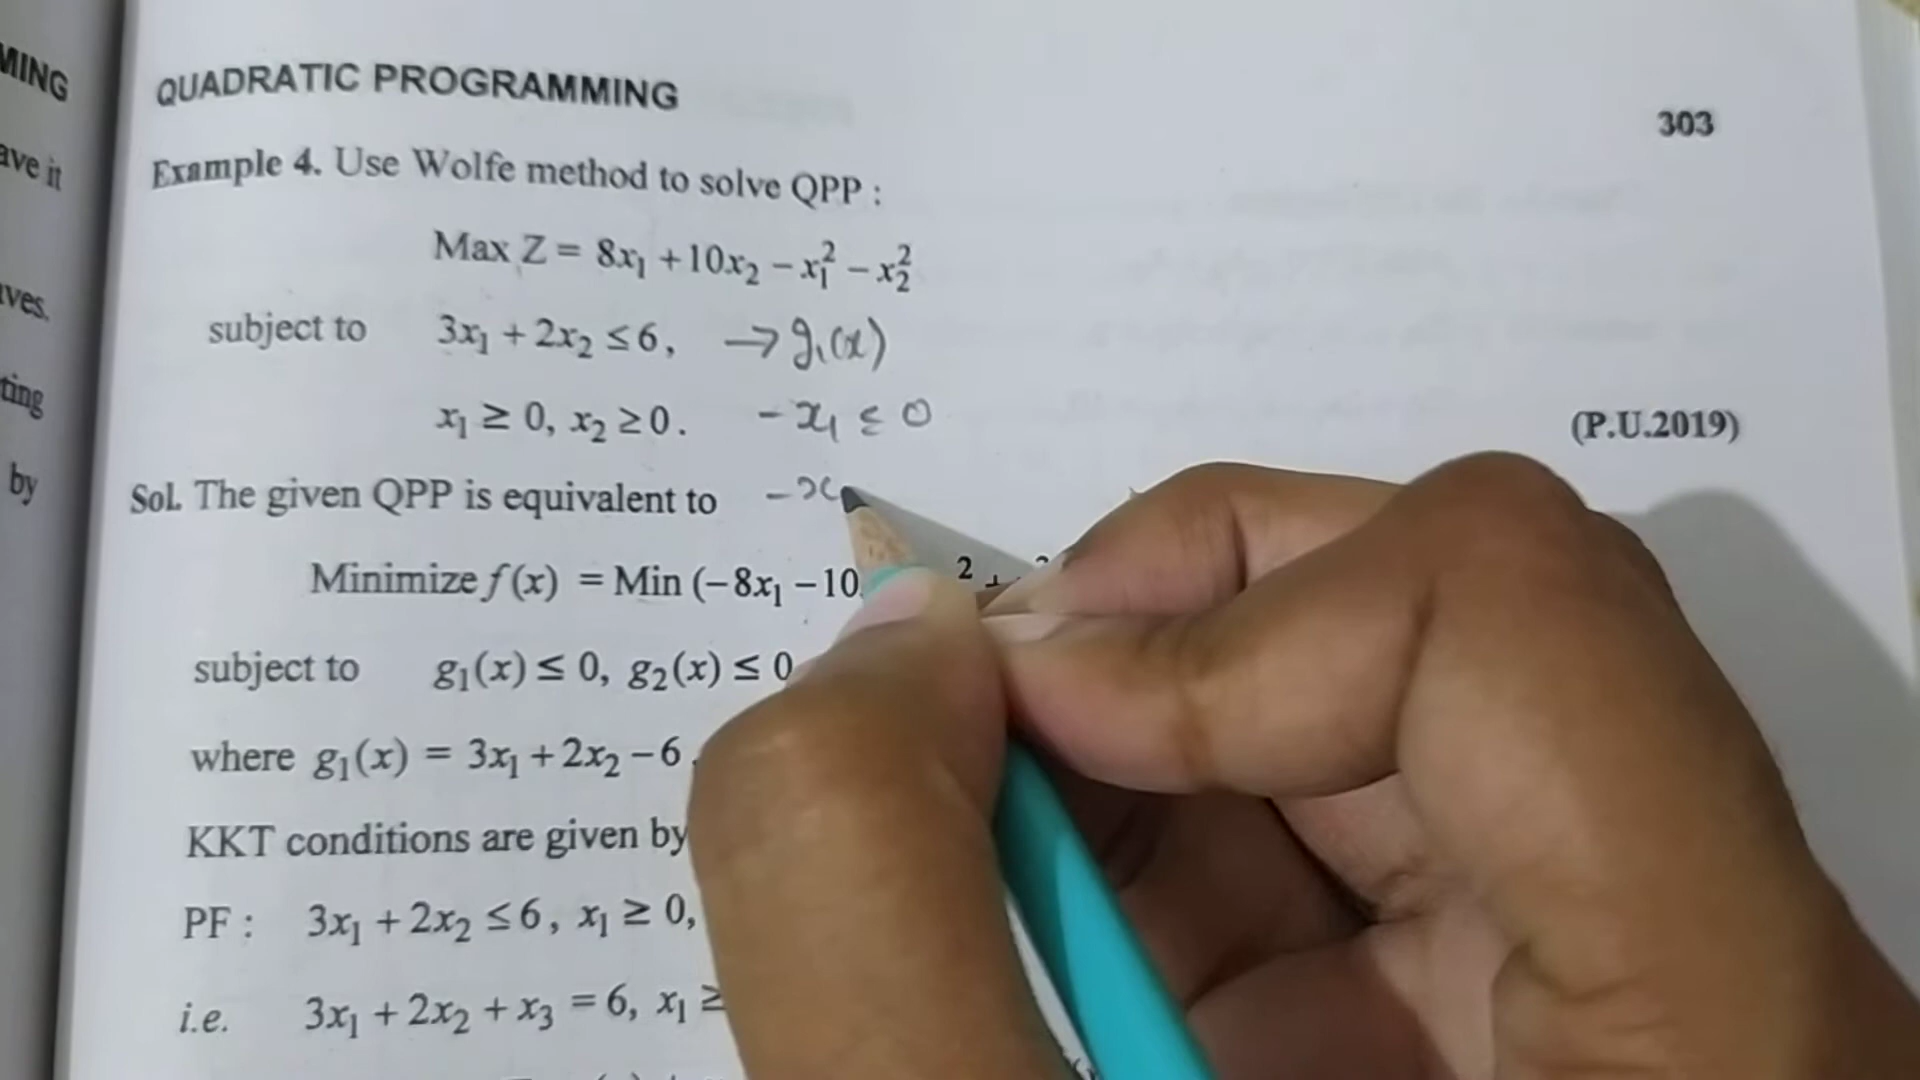 MING
QUADRATIC PROGRAMMING
303
ave it
Example 4. Use Wolfe method to solve QPP :
Max Z = 8x₁ + 10x₂ − x₁² − x₂²
ves.
subject to 3x₁ + 2x₂ ≤ 6, → g₁(x)
ting
x₁ ≥ 0, x₂ ≥ 0. − x₁ ≤ 0
(P.U.2019)
by
Sol. The given QPP is equivalent to − x
Minimize f(x) = Min (−8x₁ − 10 2 +
subject to g₁(x) ≤ 0, g₂(x) ≤ 0
where g₁(x) = 3x₁ + 2x₂ − 6
KKT conditions are given by
PF : 3x₁ + 2x₂ ≤ 6, x₁ ≥ 0,
i.e. 3x₁ + 2x₂ + x₃ = 6, x₁ ≥